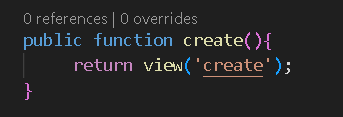 0 references | 0 overrides
public function create(){
    return view('create');
}